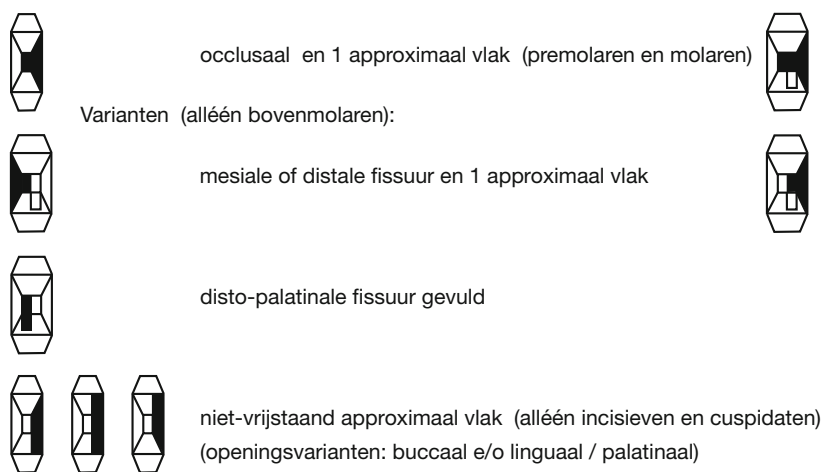 occlusaal en 1 approximaal vlak (premolaren en molaren)
Varianten (alléén bovenmolaren):
mesiale of distale fissuur en 1 approximaal vlak
disto-palatinale fissuur gevuld
niet-vrijstaand approximaal vlak (alléén incisieven en cuspidaten)
(openingsvarianten: buccaal e/o linguaal / palatinaal)